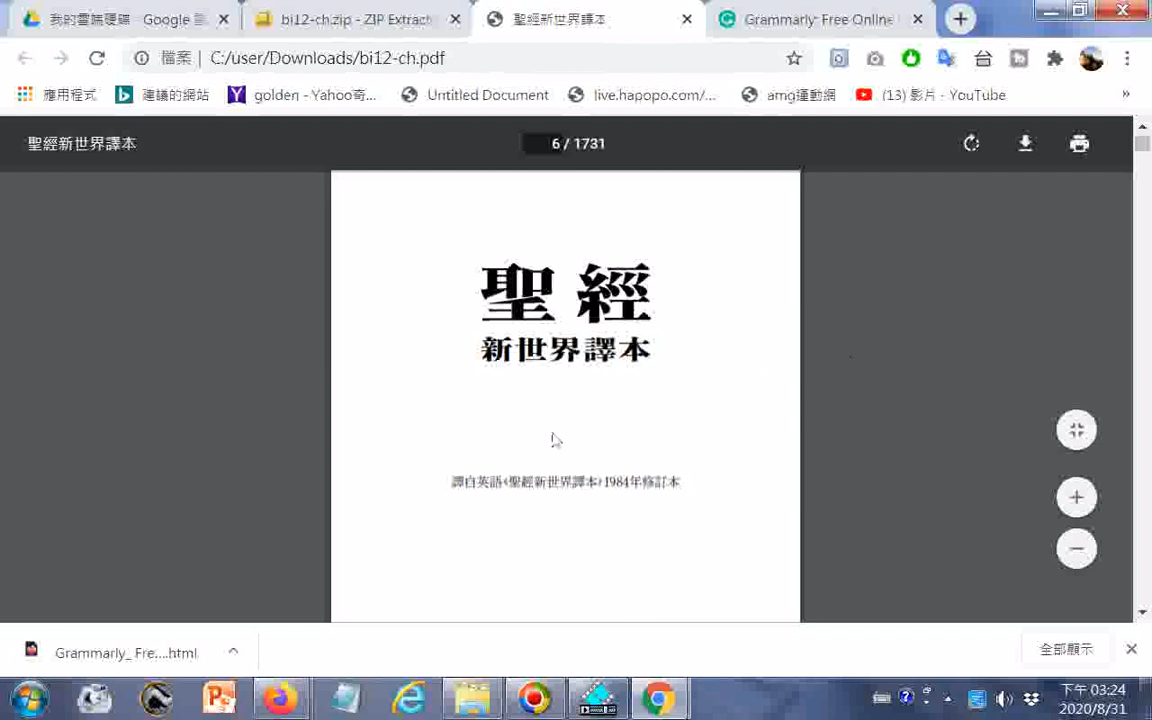 我的雲端硬碟 - Google 雲
bi12-ch.zip - ZIP Extract
聖經新世界譯本
Grammarly: Free Online
檔案
C:/user/Downloads/bi12-ch.pdf
應用程式
建議的網站
golden - Yahoo奇...
Untitled Document
live.hapopo.com/...
amg運動網
(13) 影片 - YouTube
»
聖經新世界譯本
6 / 1731
聖經
新世界譯本
譯自英語《聖經新世界譯本》1984年修訂本
Grammarly_ Fre....html
全部顯示
下午 03:24
2020/8/31